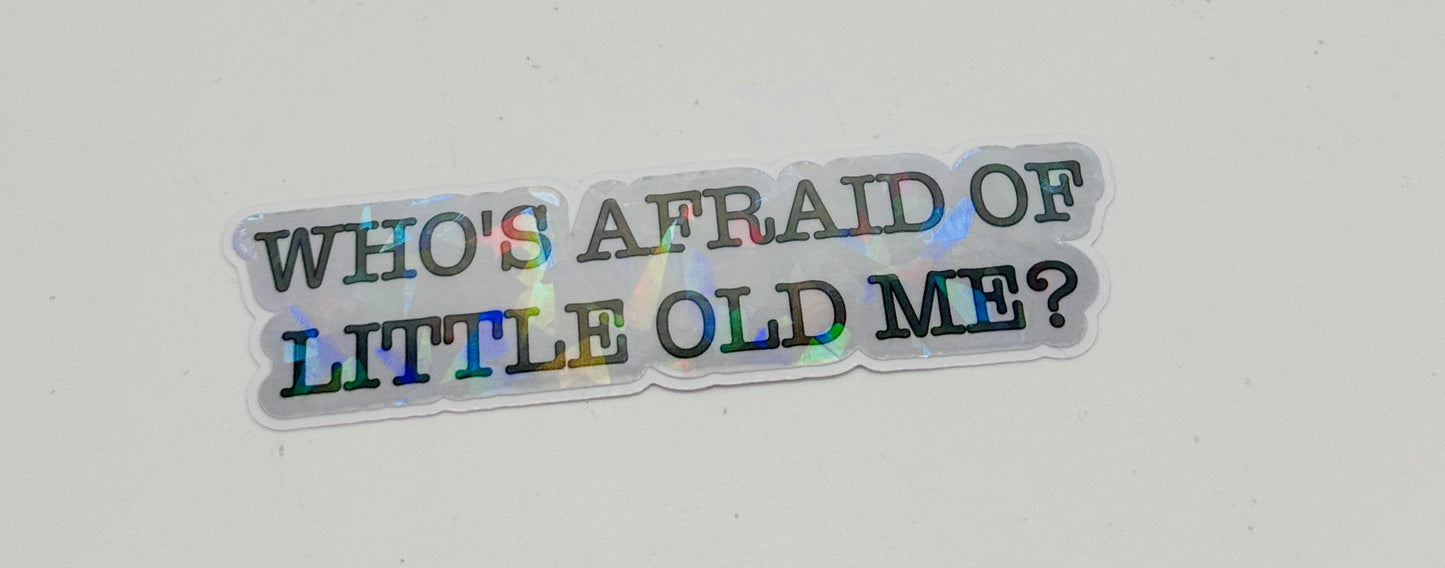 WHO'S AFRAID OF
LITTLE OLD ME?